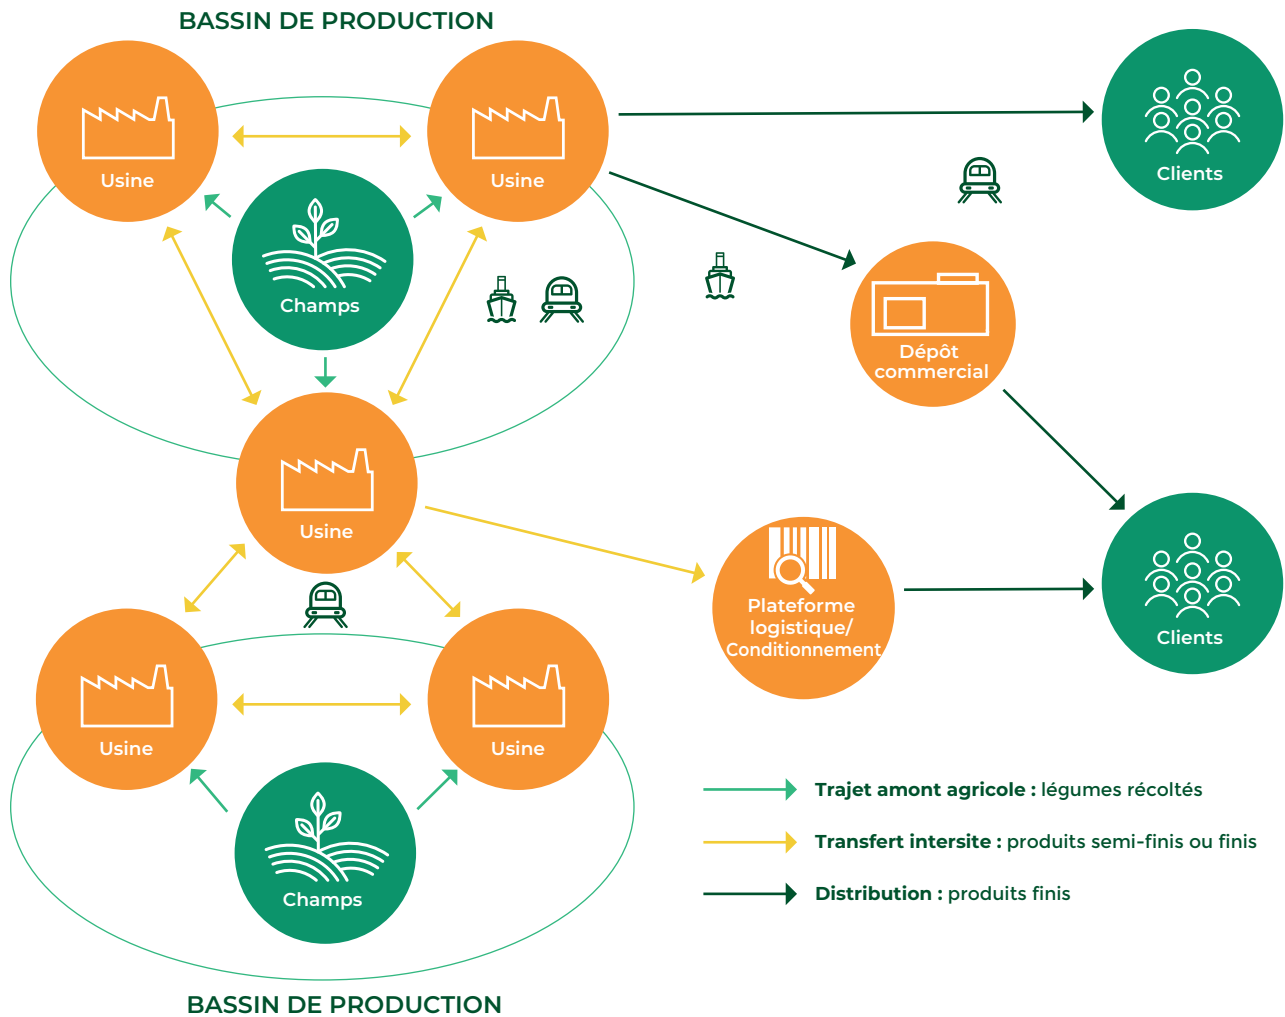 BASSIN DE PRODUCTION
Usine
Usine
Clients
Champs
Dépôt
commercial
Usine
Plateforme
logistique/
Conditionnement
Clients
Usine
Usine
Champs
Trajet amont agricole : légumes récoltés
Transfert intersite : produits semi-finis ou finis
Distribution : produits finis
BASSIN DE PRODUCTION